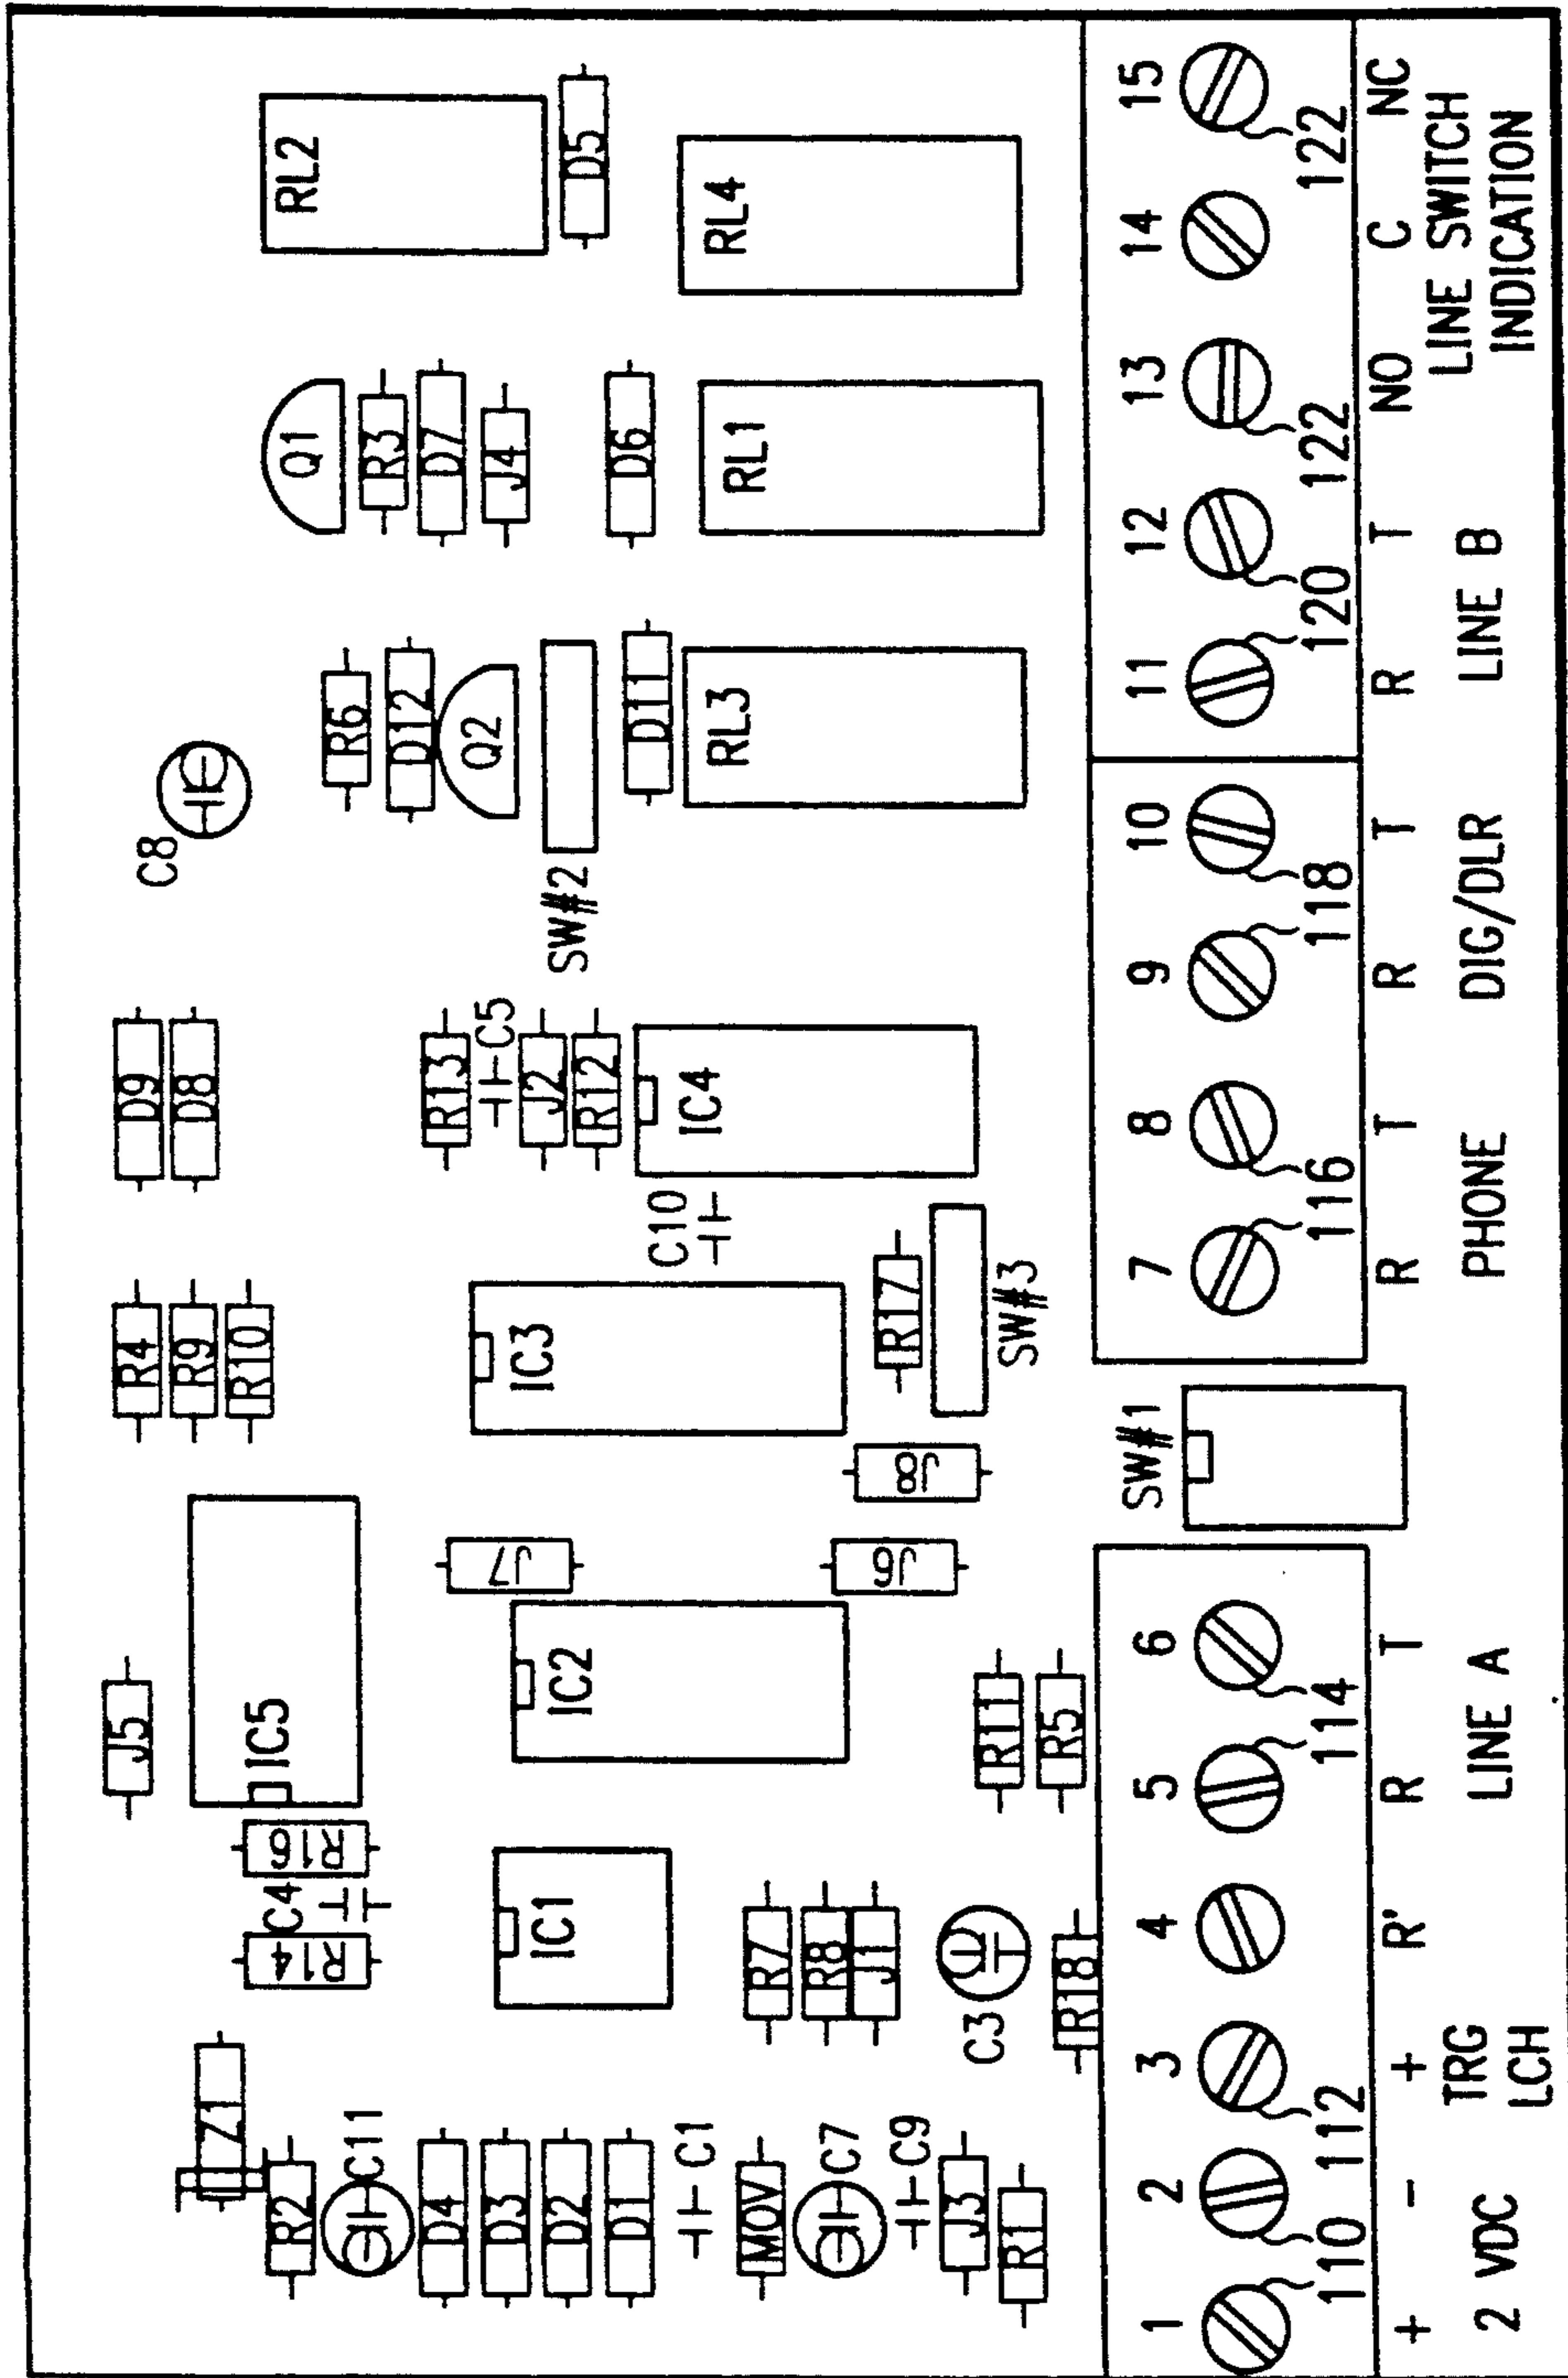 J5 R4 D9 C8
Z1 R9 D8
R2 R14 C4 R16 IC5 R10 Q1 RL2
C11 R6 R3
D4 R13 D12 D7
D3 J7 C5 Q2 J4
D2 IC1 IC2 IC3 J2 SW#2 D5
D1 R12 D11 D6
C1 C10 IC4 RL3 RL1 RL4
MOV R7
C7 R8
C9 J1 J6 J8 R17
J3 C3 R11
R1 R18 R5 SW#3
SW#1
1 2 3 4 5 6 7 8 9 10 11 12 13 14 15
110 112 114 116 118 120 122 122
+ - + R' R T R T R T R T NO C NC
2 VDC TRG LINE A PHONE DIG/DLR LINE B LINE SWITCH
LCH INDICATION